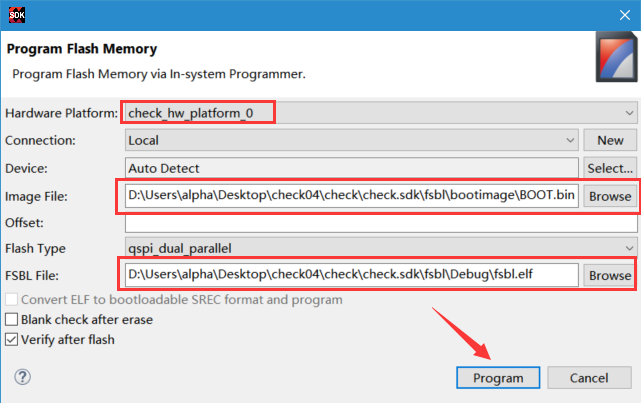 SDK
Program Flash Memory
Program Flash Memory via In-system Programmer.
Hardware Platform: check_hw_platform_0
Connection: Local New
Device: Auto Detect Select...
Image File: D:\Users\alpha\Desktop\check04\check\check.sdk\fsbl\bootimage\BOOT.bin Browse
Offset:
Flash Type qspi_dual_parallel
FSBL File: D:\Users\alpha\Desktop\check04\check\check.sdk\fsbl\Debug\fsbl.elf Browse
Convert ELF to bootloadable SREC format and program
Blank check after erase
Verify after flash
? Program Cancel